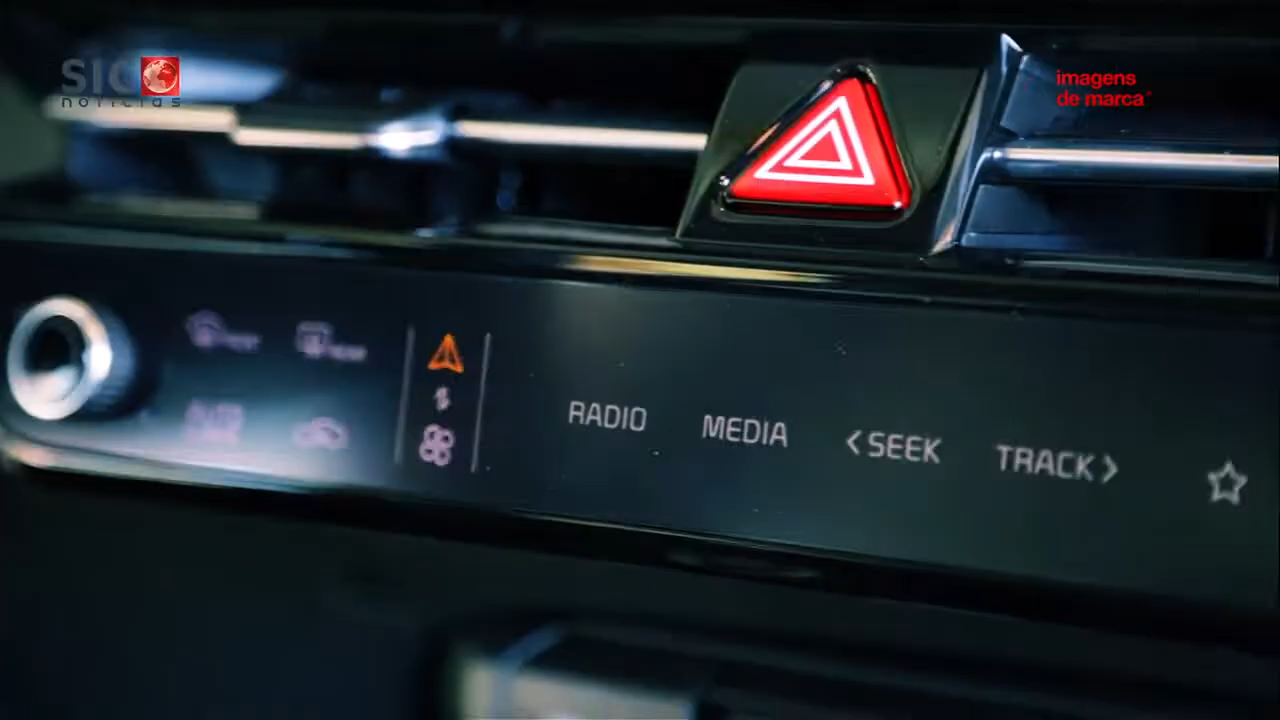 SIC
notícias
imagens
de marca
RADIO
MEDIA
<SEEK
TRACK>